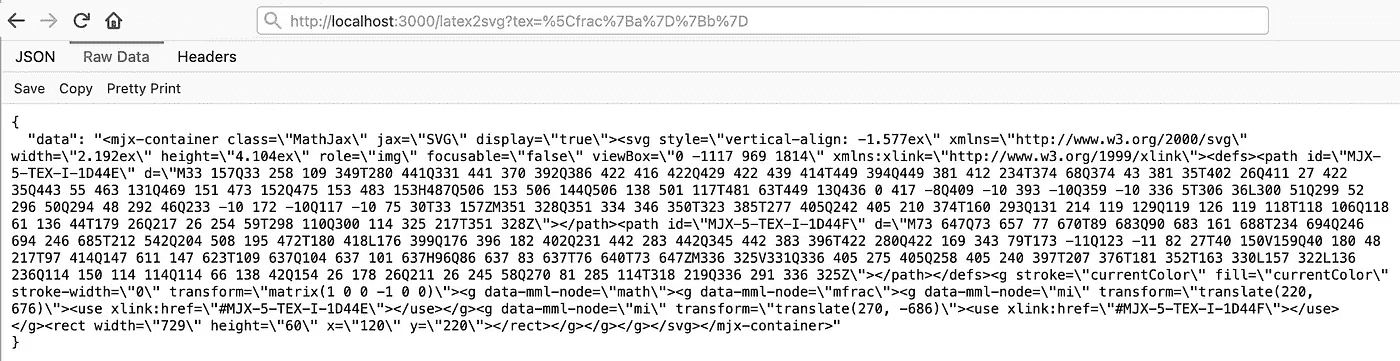 http://localhost:3000/latex2svg?tex=%5Cfrac%7Ba%7D%7Bb%7D
JSON Raw Data Headers
Save Copy Pretty Print
{
"data": "<mjx-container class=\"MathJax\" jax=\"SVG\" display=\"true\"><svg style=\"vertical-align: -1.577ex\" xmlns=\"http://www.w3.org/2000/svg\"
width=\"2.192ex\" height=\"4.104ex\" role=\"img\" focusable=\"false\" viewBox=\"0 -1117 969 1814\" xmlns:xlink=\"http://www.w3.org/1999/xlink\"><defs><path id=\"MJX-
5-TEX-I-1D44E\" d=\"M33 157Q33 258 109 349T280 441Q331 441 370 392Q386 422 416 422Q429 422 439 414T449 394Q449 381 412 234T374 68Q374 43 381 35T402 26Q411 27 422
35Q443 55 463 131Q469 151 473 152Q475 153 483 153H487Q506 153 506 144Q506 138 501 117T481 63T449 13Q436 0 417 -8Q409 -10 393 -10Q359 -10 336 5T306 36L300 51Q299 52
296 50Q294 48 292 46Q233 -10 172 -10Q117 -10 75 30T33 157ZM351 328Q351 334 346 350T323 385T277 405Q242 405 210 374T160 293Q131 214 119 129Q119 126 119 118T118 106Q118
61 136 44T179 26Q217 26 254 59T298 110Q300 114 325 217T351 328Z\"></path><path id=\"MJX-5-TEX-I-1D44F\" d=\"M73 647Q73 657 77 670T89 683Q90 683 161 688T234 694Q246
694 246 685T212 542Q204 508 195 472T180 418L176 399Q176 396 182 402Q231 442 283 442Q345 442 383 396T422 280Q422 169 343 79T173 -11Q123 -11 82 27T40 150V159Q40 180 48
217T97 414Q147 611 147 623T109 637Q104 637 101 637H96Q86 637 83 637T76 640T73 647ZM336 325V331Q336 405 275 405Q258 405 240 397T207 376T181 352T163 330L157 322L136
236Q114 150 114 114Q114 66 138 42Q154 26 178 26Q211 26 245 58Q270 81 285 114T318 219Q336 291 336 325Z\"></path></defs><g stroke=\"currentColor\" fill=\"currentColor\"
stroke-width=\"0\" transform=\"matrix(1 0 0 -1 0 0)\"><g data-mml-node=\"math\"><g data-mml-node=\"mfrac\"><g data-mml-node=\"mi\" transform=\"translate(220,
676)\"><use xlink:href=\"#MJX-5-TEX-I-1D44E\"></use></g><g data-mml-node=\"mi\" transform=\"translate(270, -686)\"><use xlink:href=\"#MJX-5-TEX-I-1D44F\"></use>
</g><rect width=\"729\" height=\"60\" x=\"120\" y=\"220\"></rect></g></g></g></svg></mjx-container>"
}